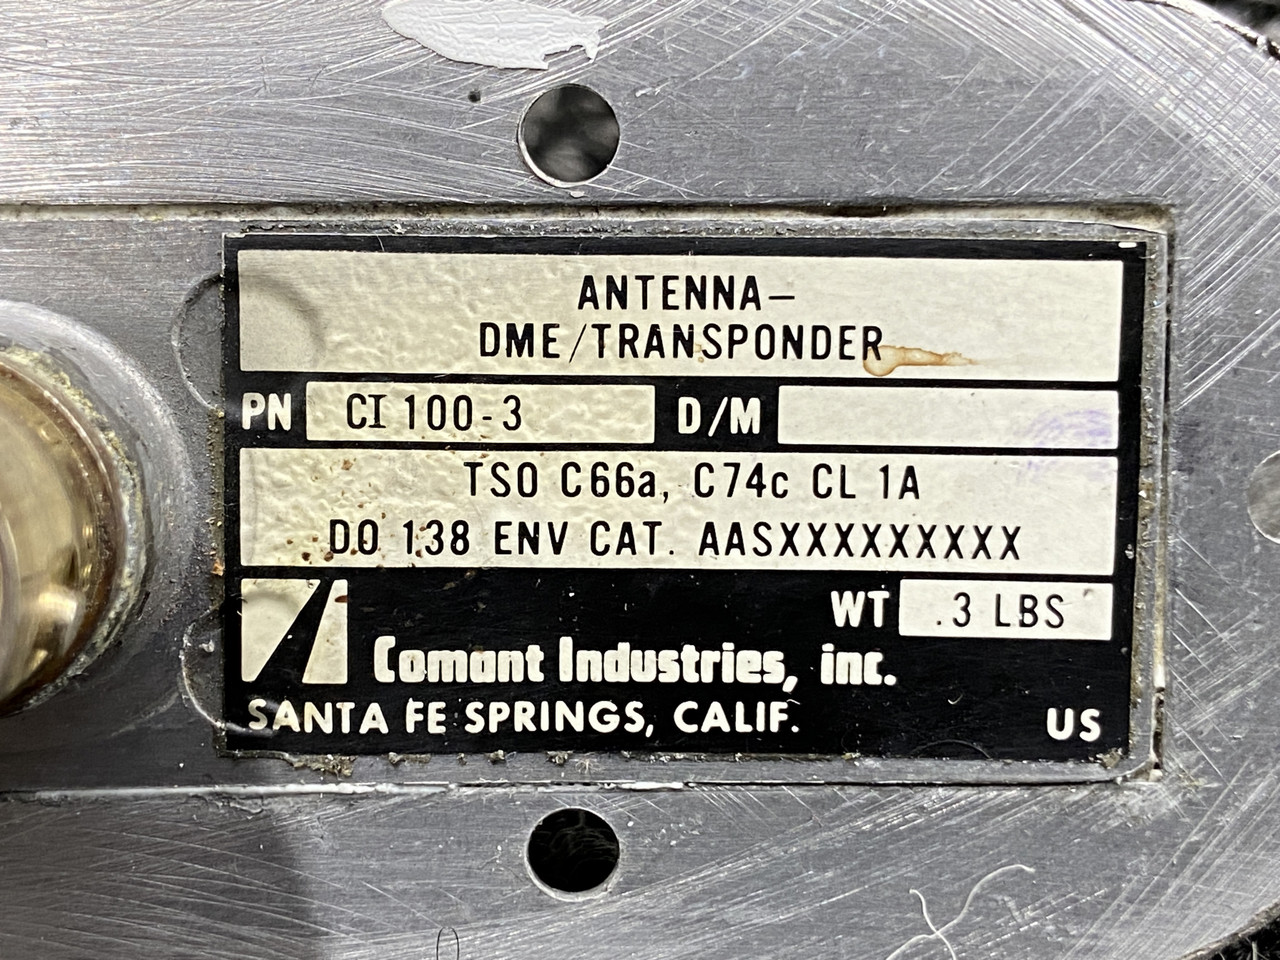 ANTENNA—
DME/TRANSPONDER
PN CI 100-3 D/M
TSO C66a, C74c CL 1A
DO 138 ENV CAT. AASXXXXXXXXX
WT .3 LBS
Comant Industries, inc.
SANTA FE SPRINGS, CALIF. US